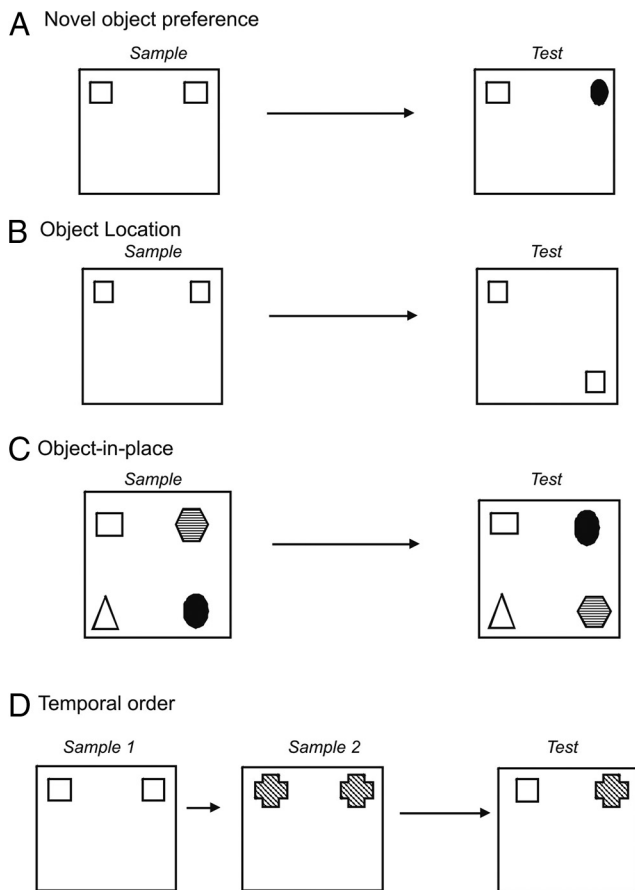 A Novel object preference
Sample Test
B Object Location
Sample Test
C Object-in-place
Sample Test
D Temporal order
Sample 1 Sample 2 Test